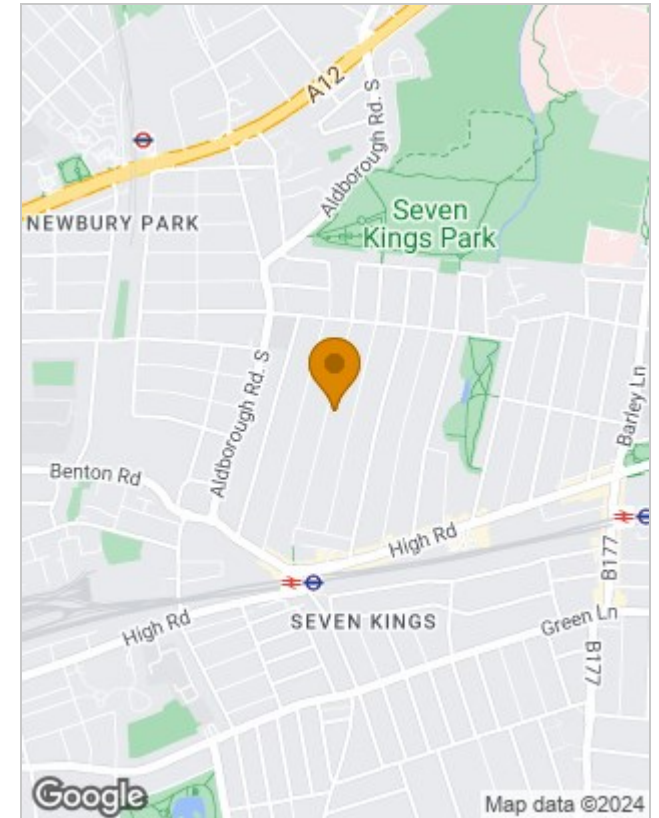 A12
Aldborough Rd. S
NEWBURY PARK
Seven
Kings Park
Aldborough Rd. S
Barley Ln
Benton Rd
High Rd
B177
High Rd
SEVEN KINGS
Green Ln
B177
Google
Map data ©2024